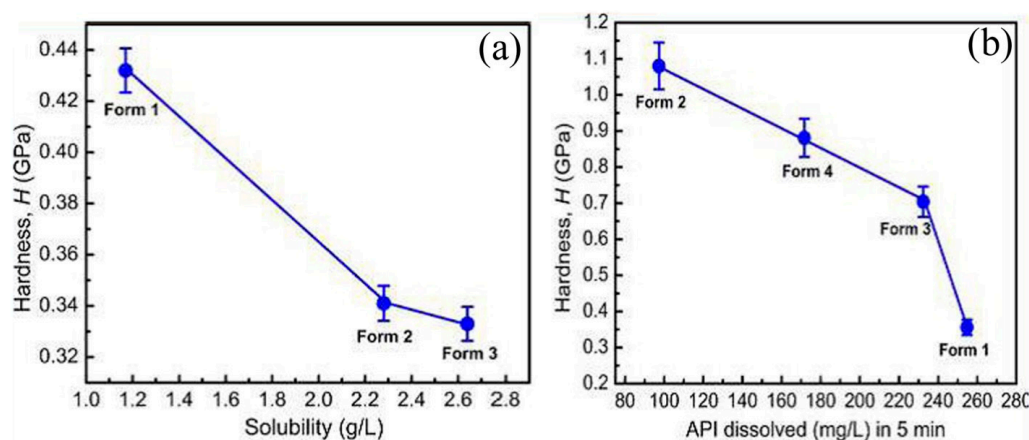 (a)
Hardness, H (GPa)
0.44
0.42
0.40
0.38
0.36
0.34
0.32
Form 1
Form 2
Form 3
1.0 1.2 1.4 1.6 1.8 2.0 2.2 2.4 2.6 2.8
Solubility (g/L)
(b)
Hardness, H (GPa)
1.2
1.1
1.0
0.9
0.8
0.7
0.6
0.5
0.4
0.3
0.2
Form 2
Form 4
Form 3
Form 1
80 100 120 140 160 180 200 220 240 260 280
API dissolved (mg/L) in 5 min